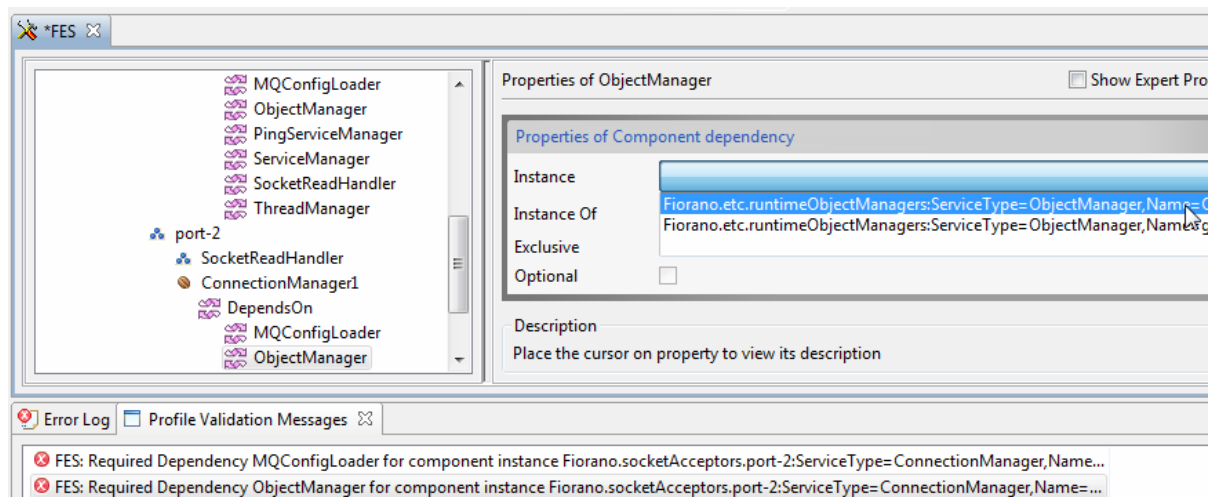 *FES
MQConfigLoader
ObjectManager
PingServiceManager
ServiceManager
SocketReadHandler
ThreadManager
port-2
SocketReadHandler
ConnectionManager1
DependsOn
MQConfigLoader
ObjectManager
Properties of ObjectManager
Show Expert Pro
Properties of Component dependency
Instance
Fiorano.etc.runtimeObjectManagers:ServiceType=ObjectManager,Name=
Instance Of
Fiorano.etc.runtimeObjectManagers:ServiceType=ObjectManager,Name=
Exclusive
Optional
Description
Place the cursor on property to view its description
Error Log
Profile Validation Messages
FES: Required Dependency MQConfigLoader for component instance Fiorano.socketAcceptors.port-2:ServiceType=ConnectionManager,Name...
FES: Required Dependency ObjectManager for component instance Fiorano.socketAcceptors.port-2:ServiceType=ConnectionManager,Name=...